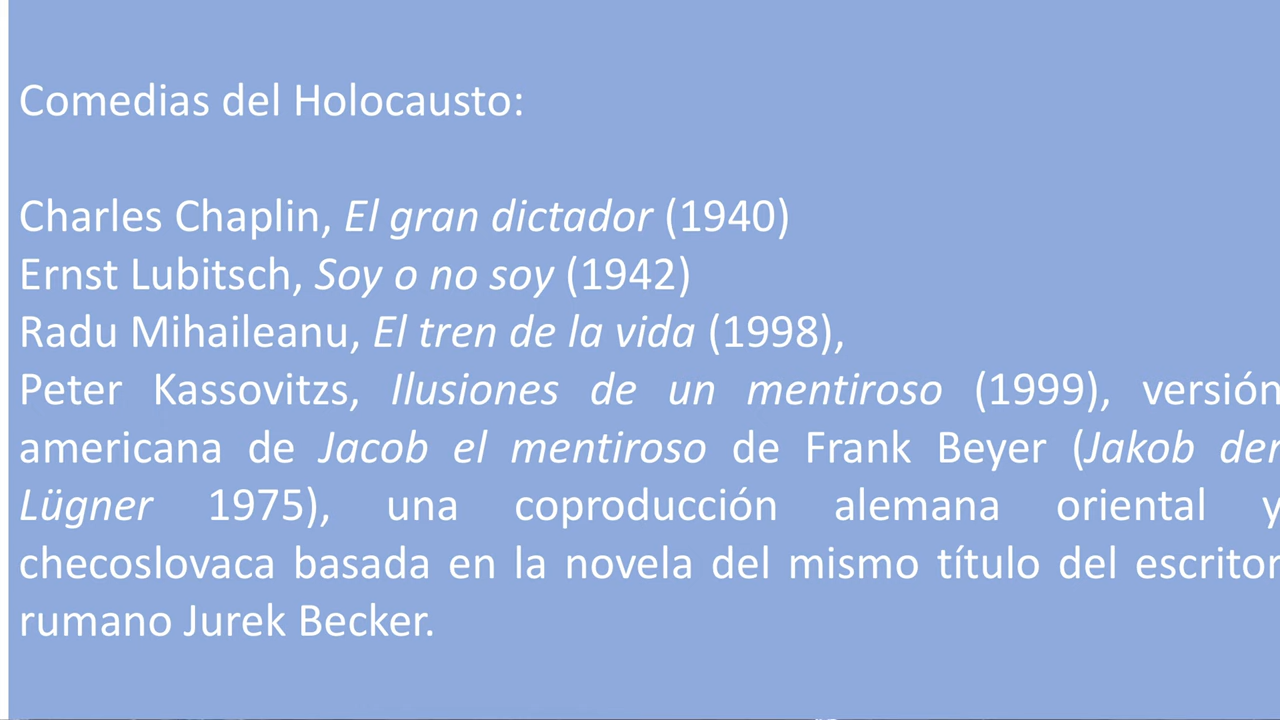 Comedias del Holocausto:
Charles Chaplin, El gran dictador (1940)
Ernst Lubitsch, Soy o no soy (1942)
Radu Mihaileanu, El tren de la vida (1998),
Peter Kassovitzs, Ilusiones de un mentiroso (1999), versión
americana de Jacob el mentiroso de Frank Beyer (Jakob der
Lügner 1975), una coproducción alemana oriental y
checoslovaca basada en la novela del mismo título del escritor
rumano Jurek Becker.